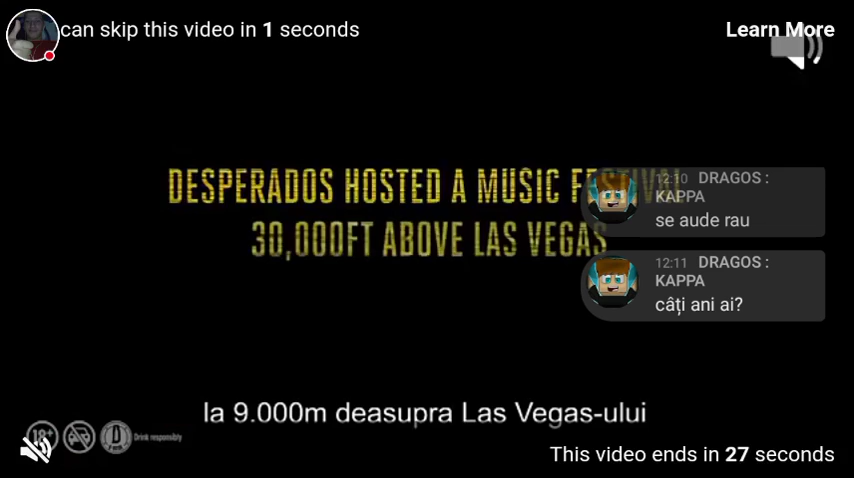 can skip this video in 1 seconds
Learn More
DESPERADOS HOSTED A MUSIC FESTIVAL
30,000FT ABOVE LAS VEGAS
12:10 DRAGOS :
KAPPA
se aude rau
12:11 DRAGOS :
KAPPA
câți ani ai?
la 9.000m deasupra Las Vegas-ului
18+
Drink responsibly
This video ends in 27 seconds